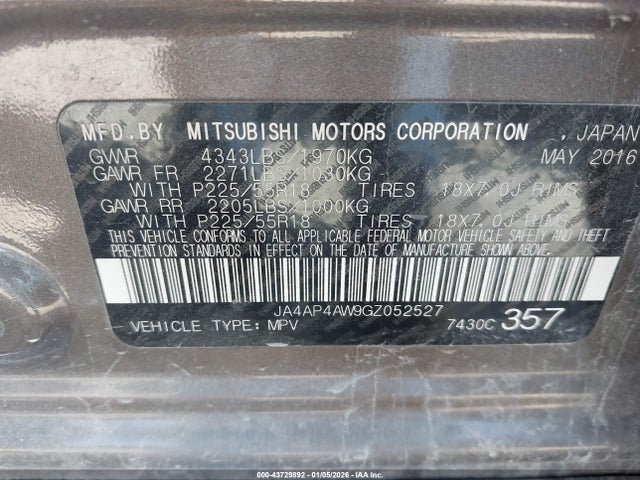 MFD.BY MITSUBISHI MOTORS CORPORATION , JAPAN
GVWR 4343LBS/1970KG MAY 2016
GAWR FR 2271LBS/1030KG
WITH P225/55R18 TIRES 18X7.0J RIMS
GAWR RR 2205LBS/1000KG
WITH P225/55R18 TIRES 18X7.0J RIMS
THIS VEHICLE CONFORMS TO ALL APPLICABLE FEDERAL MOTOR VEHICLE SAFETY AND THEFT
PREVENTION STANDARDS IN EFFECT ON THE DATE OF MANUFACTURE SHOWN ABOVE.
JA4AP4AW9GZ052527
VEHICLE TYPE: MPV 7430C 357
000-43729892 - 01/05/2026 - IAA, Inc.